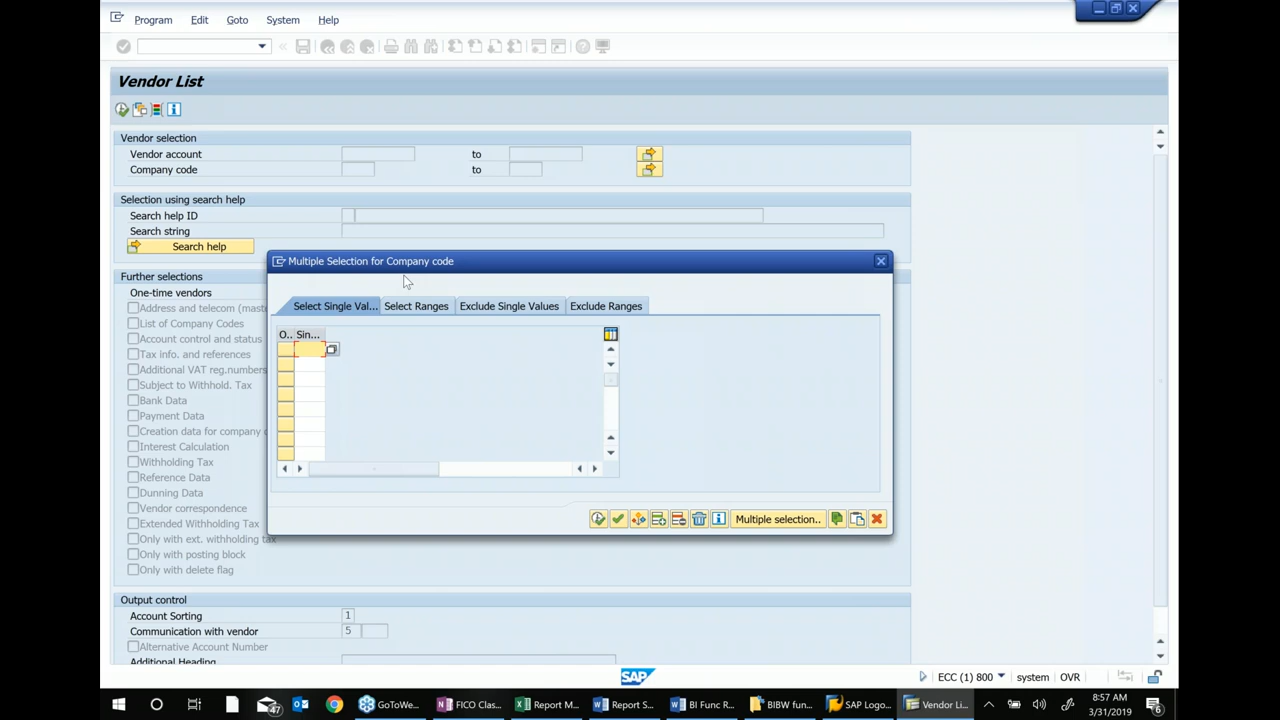 Program Edit Goto System Help
Vendor List
Vendor selection
Vendor account to
Company code to
Selection using search help
Search help ID
Search string
Search help
Further selections
One-time vendors
Address and telecom (mast
List of Company Codes
Account control and status
Tax info. and references
Additional VAT reg.numbers
Subject to Withhold. Tax
Bank Data
Payment Data
Creation data for company c
Interest Calculation
Withholding Tax
Reference Data
Dunning Data
Vendor correspondence
Extended Withholding Tax
Only with ext. withholding tax
Only with posting block
Only with delete flag
Multiple Selection for Company code
Select Single Val... Select Ranges Exclude Single Values Exclude Ranges
O.. Sin...
Multiple selection..
Output control
Account Sorting 1
Communication with vendor 5
Alternative Account Number
Additional Heading
SAP
ECC (1) 800 system OVR
47 GoToWe... FICO Clas... Report M... Report S... BI Func R... BIBW fun... SAP Logo... Vendor Li...
8:57 AM
3/31/2019
6